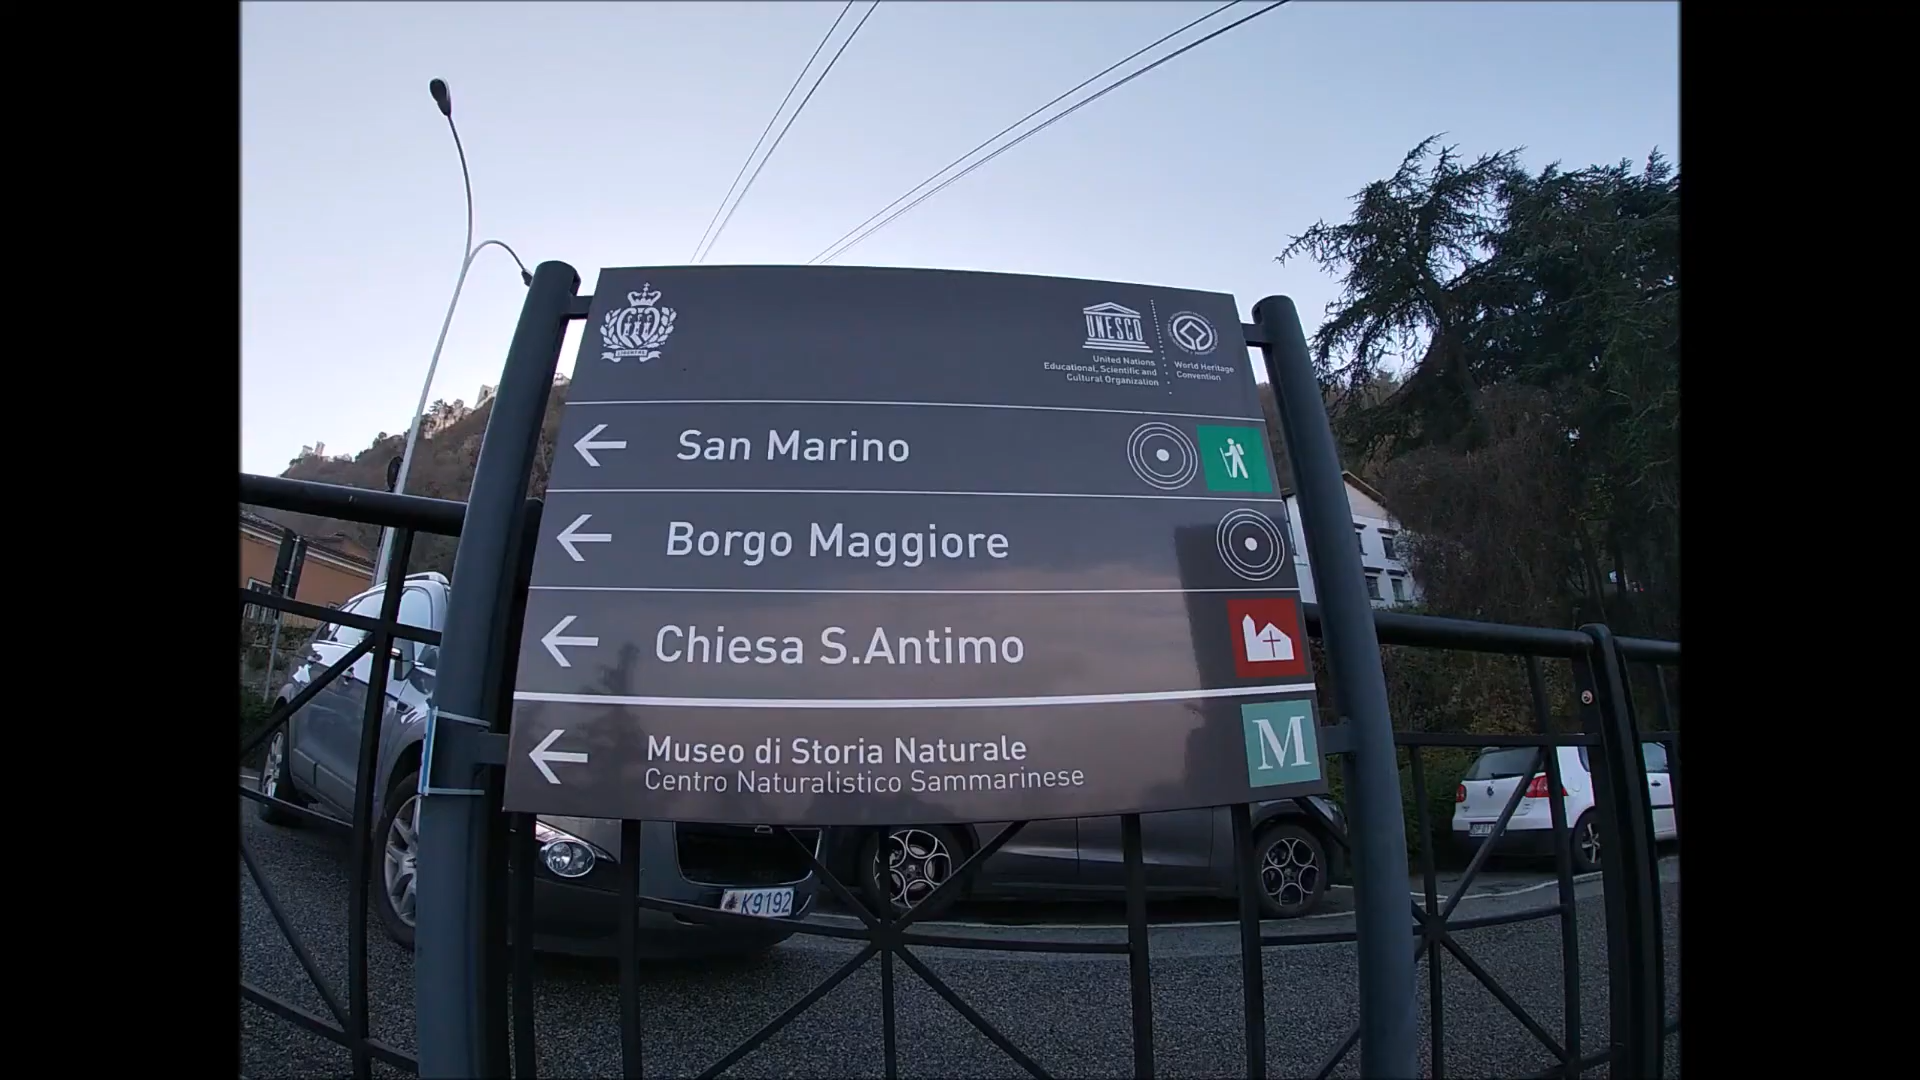 LIBERTAS
UNESCO
United Nations
Educational, Scientific and
Cultural Organization
World Heritage
Convention
San Marino
Borgo Maggiore
Chiesa S.Antimo
Museo di Storia Naturale
Centro Naturalistico Sammarinese
M
K9192